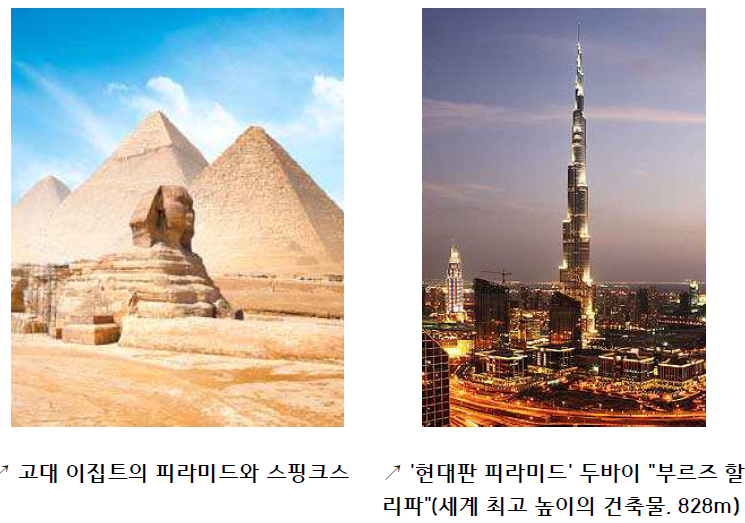 ↗ 고대 이집트의 피라미드와 스핑크스
↗ '현대판 피라미드' 두바이 "부르즈 할
리파"(세계 최고 높이의 건축물. 828m)